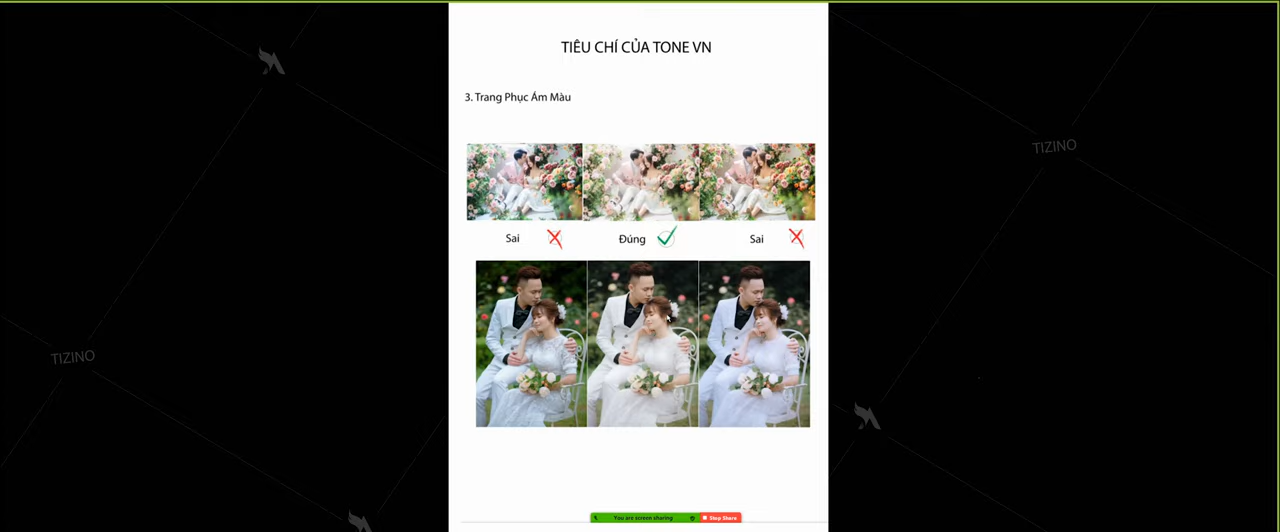 TIÊU CHÍ CỦA TONE VN
3. Trang Phục Ám Màu
TIZINO
Sai
Đúng
Sai
TIZINO
You are screen sharing
Stop Share